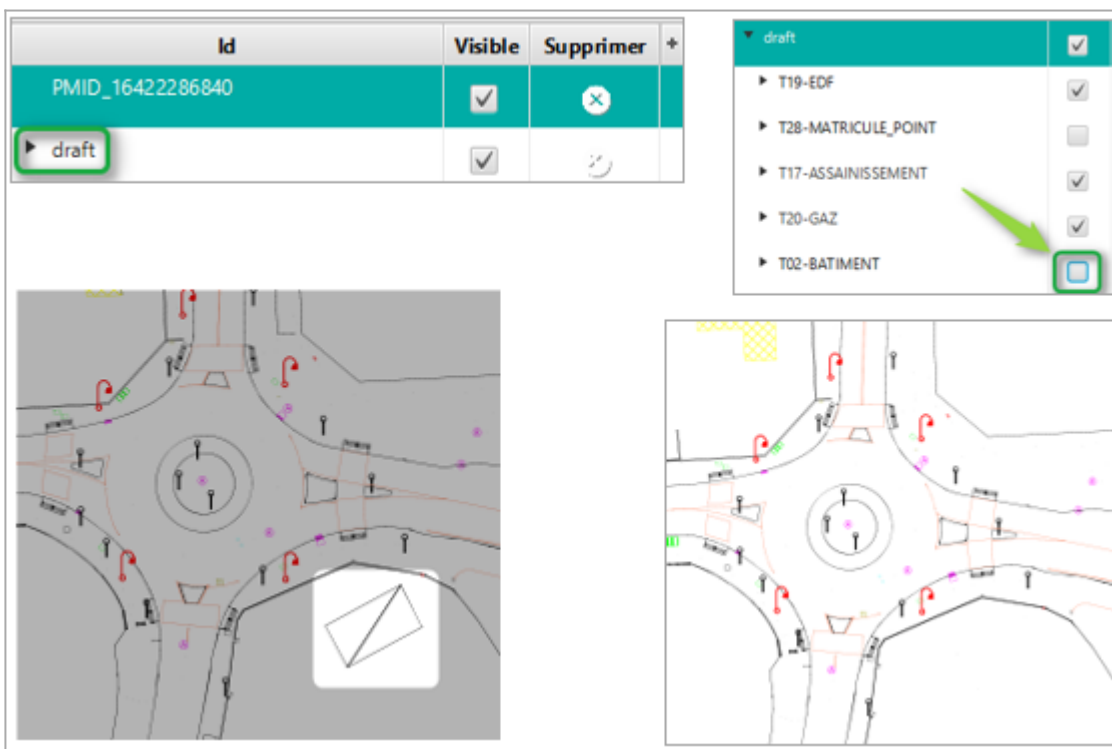 Id Visible Supprimer +
PMID_16422286840
draft
draft
T19-EDF
T28-MATRICULE_POINT
T17-ASSAINISSEMENT
T20-GAZ
T02-BATIMENT